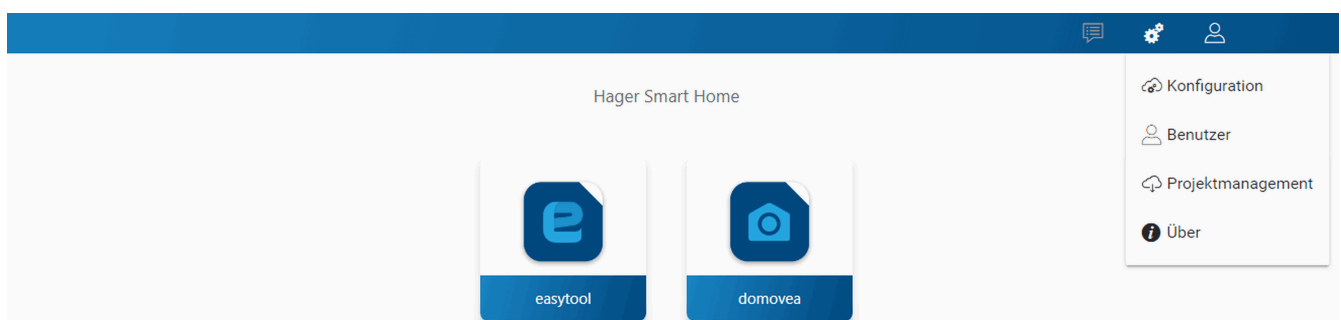 Hager Smart Home
Konfiguration
Benutzer
Projektmanagement
Über
easytool
domovea